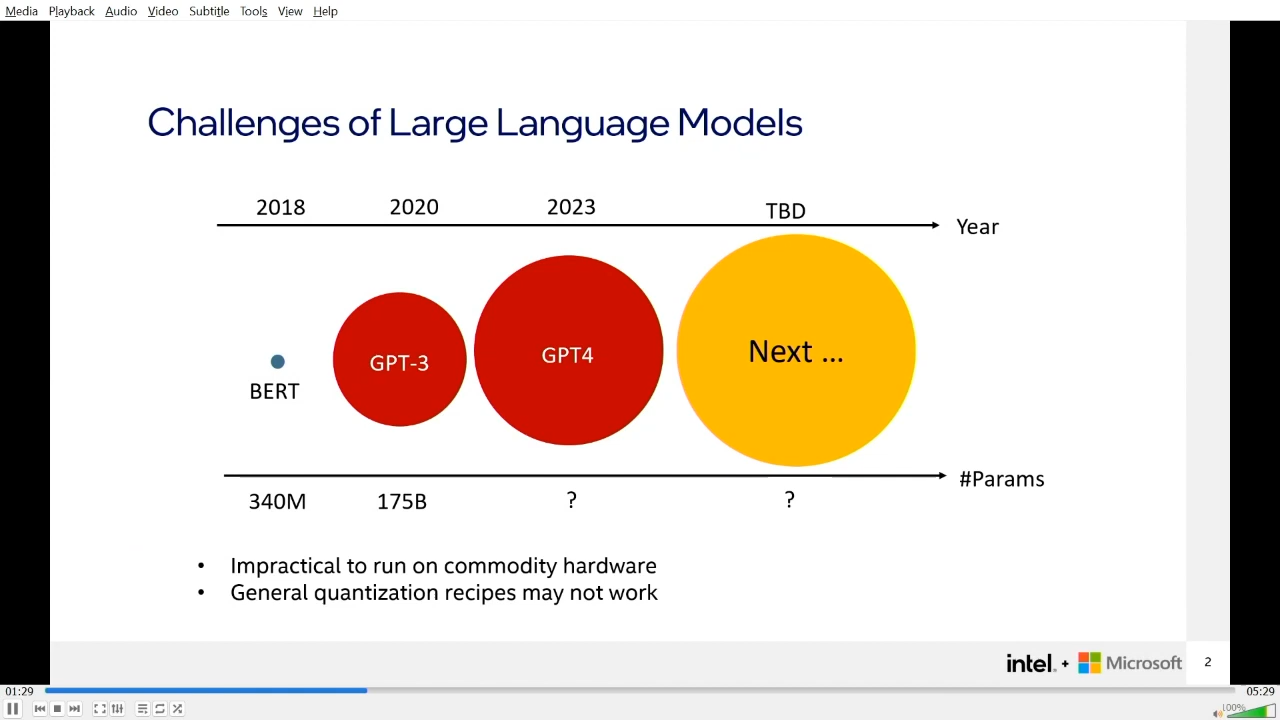 Media Playback Audio Video Subtitle Tools View Help
Challenges of Large Language Models
2018 2020 2023 TBD
Year
BERT
GPT-3
GPT4
Next ...
#Params
340M 175B ? ?
• Impractical to run on commodity hardware
• General quantization recipes may not work
intel. + Microsoft 2
01:29 05:29
100%